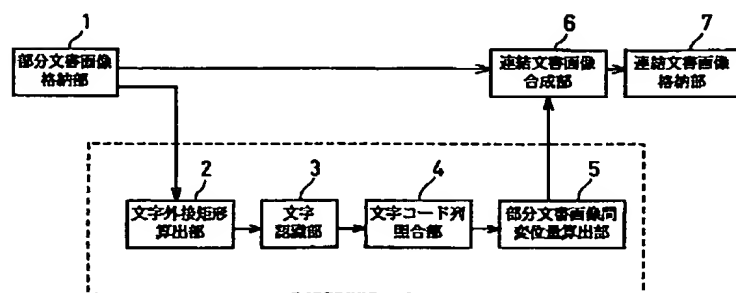 1
部分文書画像
格納部
6
連結文書画像
合成部
7
連結文書画像
格納部
2
文字外接矩形
算出部
3
文字
認識部
4
文字コード列
照合部
5
部分文書画像間
変位量算出部